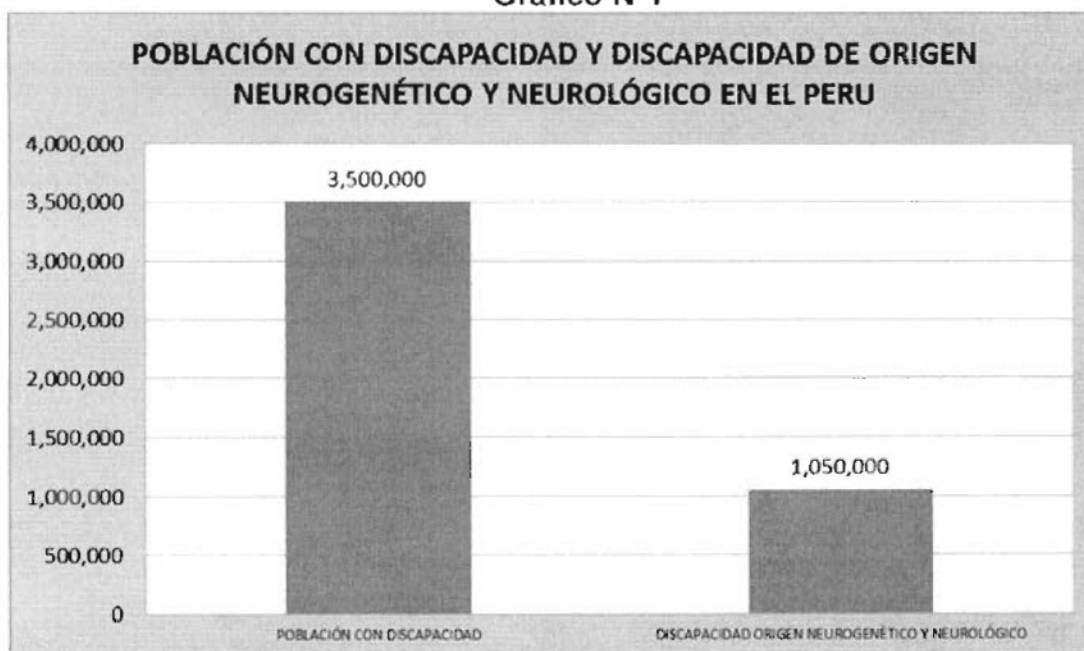 POBLACIÓN CON DISCAPACIDAD Y DISCAPACIDAD DE ORIGEN
NEUROGENÉTICO Y NEUROLÓGICO EN EL PERU
4,000,000
3,500,000
3,500,000
3,000,000
2,500,000
2,000,000
1,500,000
1,050,000
1,000,000
500,000
0
POBLACIÓN CON DISCAPACIDAD
DISCAPACIDAD ORIGEN NEUROGENÉTICO Y NEUROLÓGICO